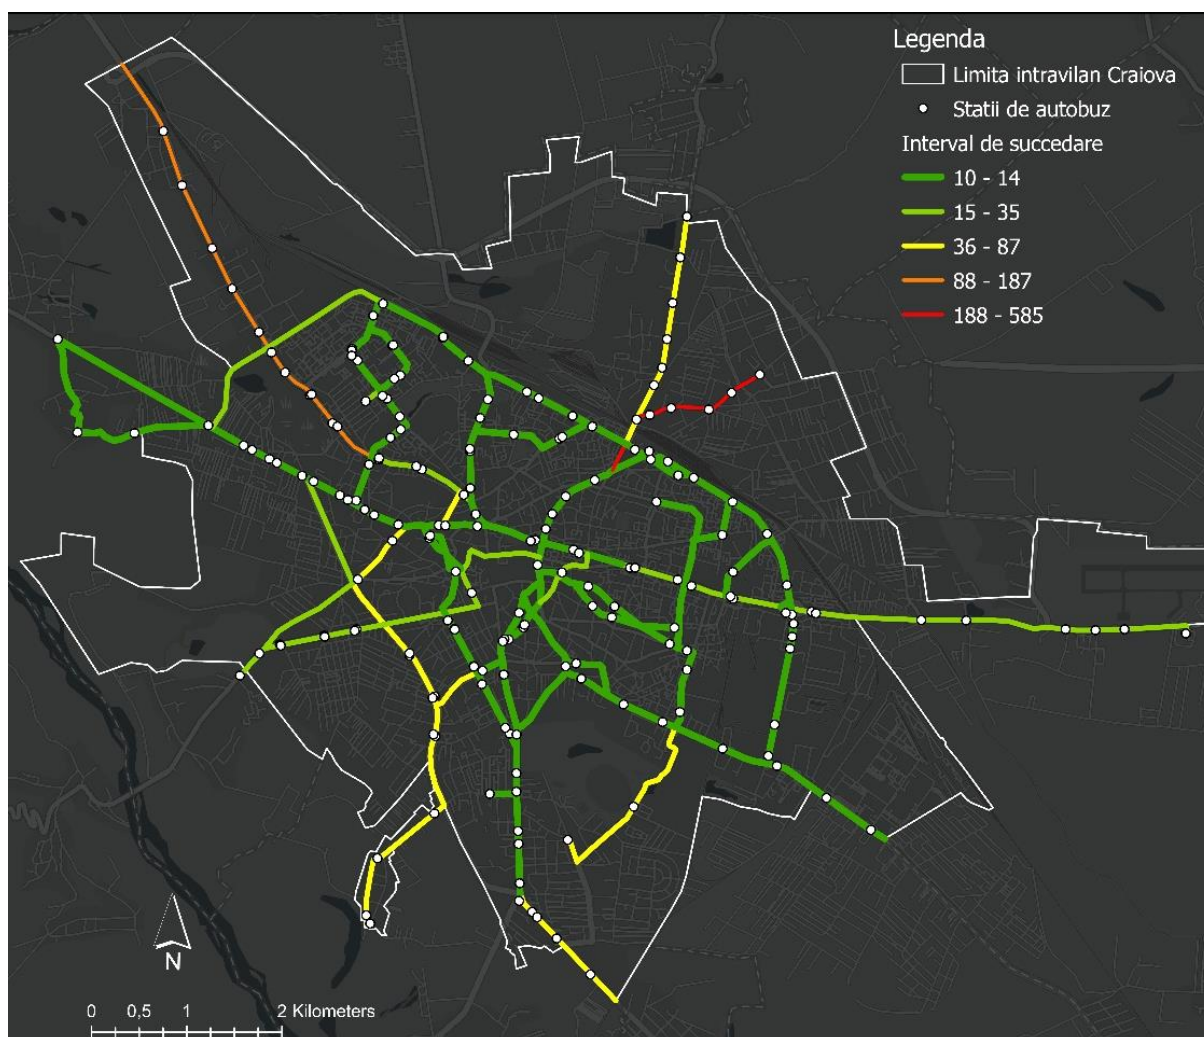 Legenda
Limita intravilan Craiova
Statii de autobuz
Interval de succedare
10 - 14
15 - 35
36 - 87
88 - 187
188 - 585
N
0 0,5 1 2 Kilometers